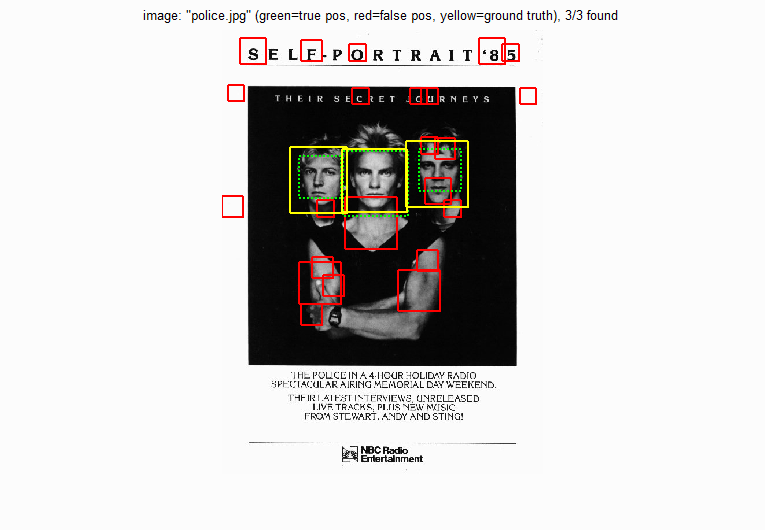 image: "police.jpg" (green=true pos, red=false pos, yellow=ground truth), 3/3 found
SELF-PORTRAIT '85
THEIR SECRET JOURNEYS
THE POLICE IN A 4-HOUR HOLIDAY RADIO
SPECTACULAR AIRING MEMORIAL DAY WEEKEND.
THEIR LATEST INTERVIEWS, UNRELEASED
LIVE TRACKS, PLUS NEW MUSIC
FROM STEWART, ANDY AND STING!
NBC Radio
Entertainment